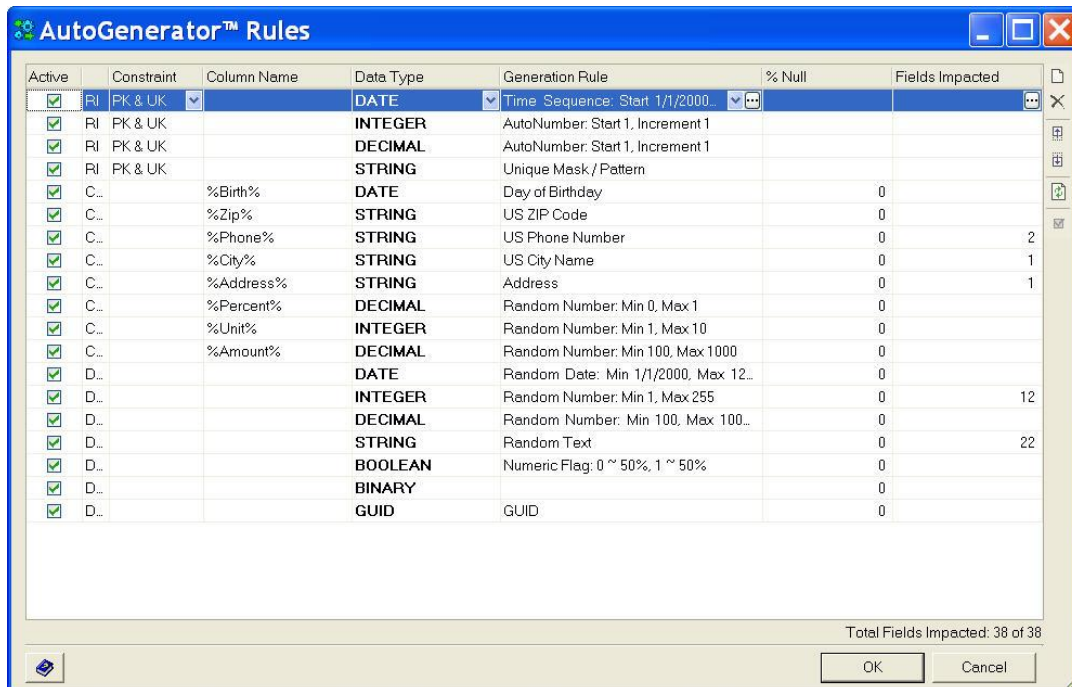 AutoGenerator™ Rules
Active Constraint Column Name Data Type Generation Rule % Null Fields Impacted
RI PK & UK DATE Time Sequence: Start 1/1/2000...
RI PK & UK INTEGER AutoNumber: Start 1, Increment 1
RI PK & UK DECIMAL AutoNumber: Start 1, Increment 1
RI PK & UK STRING Unique Mask / Pattern
C... %Birth% DATE Day of Birthday 0
C... %Zip% STRING US ZIP Code 0
C... %Phone% STRING US Phone Number 0 2
C... %City% STRING US City Name 0 1
C... %Address% STRING Address 0 1
C... %Percent% DECIMAL Random Number: Min 0, Max 1 0
C... %Unit% INTEGER Random Number: Min 1, Max 10 0
C... %Amount% DECIMAL Random Number: Min 100, Max 1000 0
D... DATE Random Date: Min 1/1/2000, Max 12... 0
D... INTEGER Random Number: Min 1, Max 255 0 12
D... DECIMAL Random Number: Min 100, Max 100... 0
D... STRING Random Text 0 22
D... BOOLEAN Numeric Flag: 0 ~ 50%, 1 ~ 50% 0
D... BINARY 0
D... GUID GUID 0
Total Fields Impacted: 38 of 38
OK Cancel